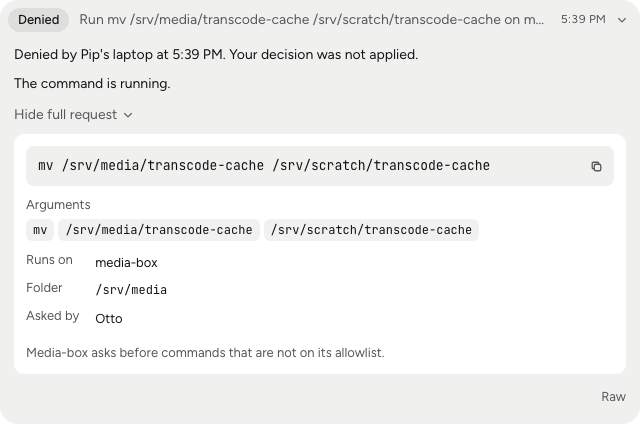 Denied Run mv /srv/media/transcode-cache /srv/scratch/transcode-cache on m... 5:39 PM
Denied by Pip's laptop at 5:39 PM. Your decision was not applied.
The command is running.
Hide full request
mv /srv/media/transcode-cache /srv/scratch/transcode-cache
Arguments
mv /srv/media/transcode-cache /srv/scratch/transcode-cache
Runs on media-box
Folder /srv/media
Asked by Otto
Media-box asks before commands that are not on its allowlist.
Raw